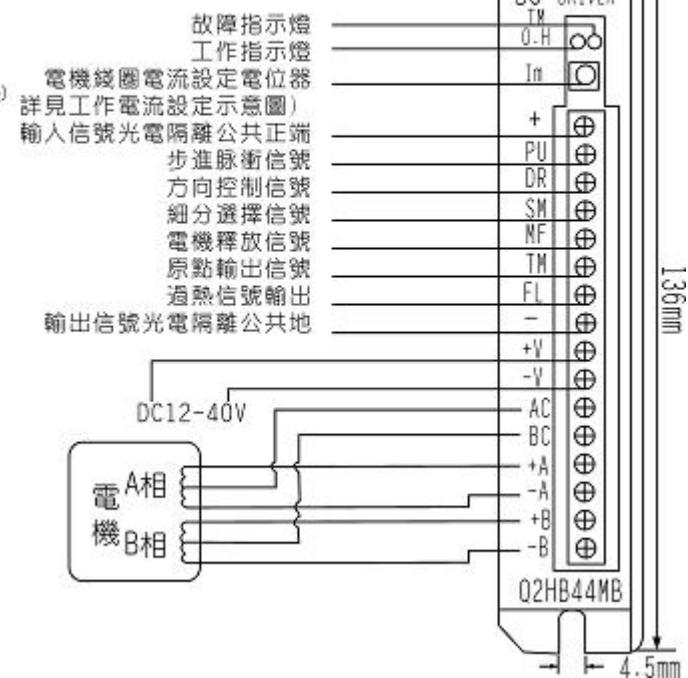 DRIVER
故障指示燈 TM
工作指示燈 O.H
電機綫圈電流設定電位器 Im
詳見工作電流設定示意圖)
輸入信號光電隔離公共正端 +
步進脉衝信號 PU
方向控制信號 DR
細分選擇信號 SM
電機釋放信號 MF
原點輸出信號 TM
過熱信號輸出 FL
輸出信號光電隔離公共地 −
+V
-V
DC12-40V
AC
BC
+A
-A
+B
-B
電機
A相
B相
Q2HB44MB
136mm
4.5mm